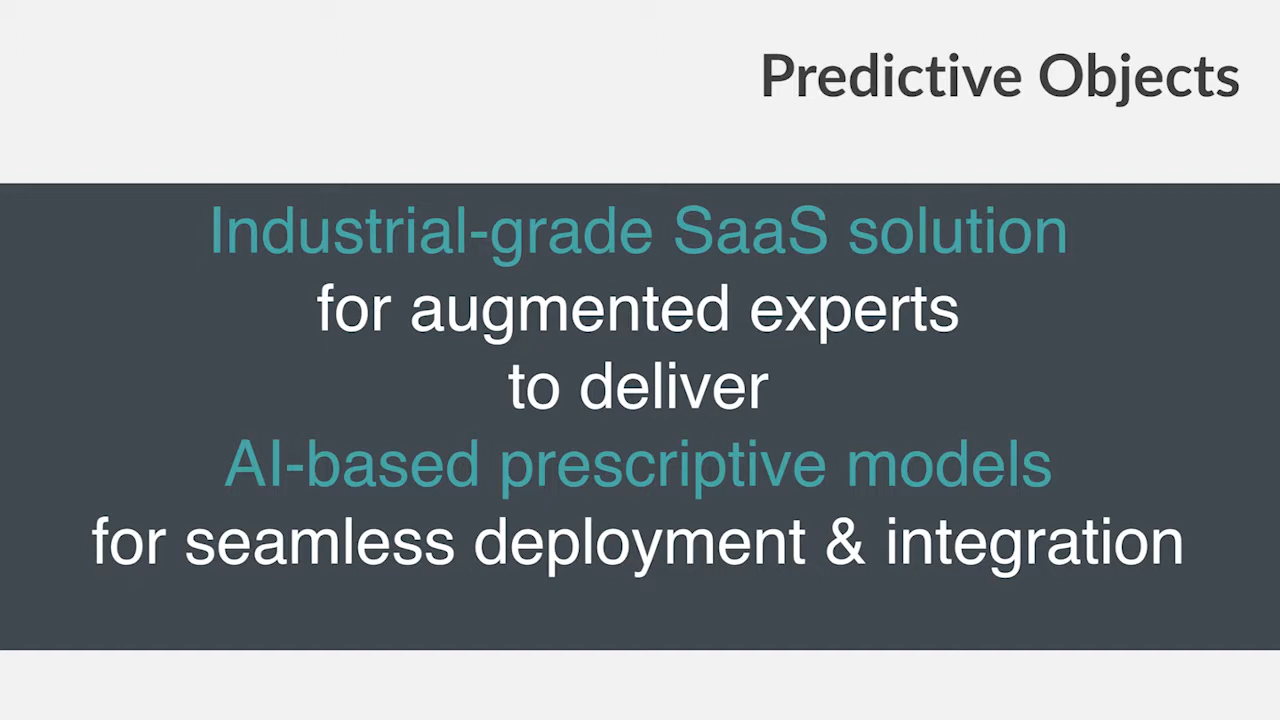 Predictive Objects
Industrial-grade SaaS solution
for augmented experts
to deliver
AI-based prescriptive models
for seamless deployment & integration